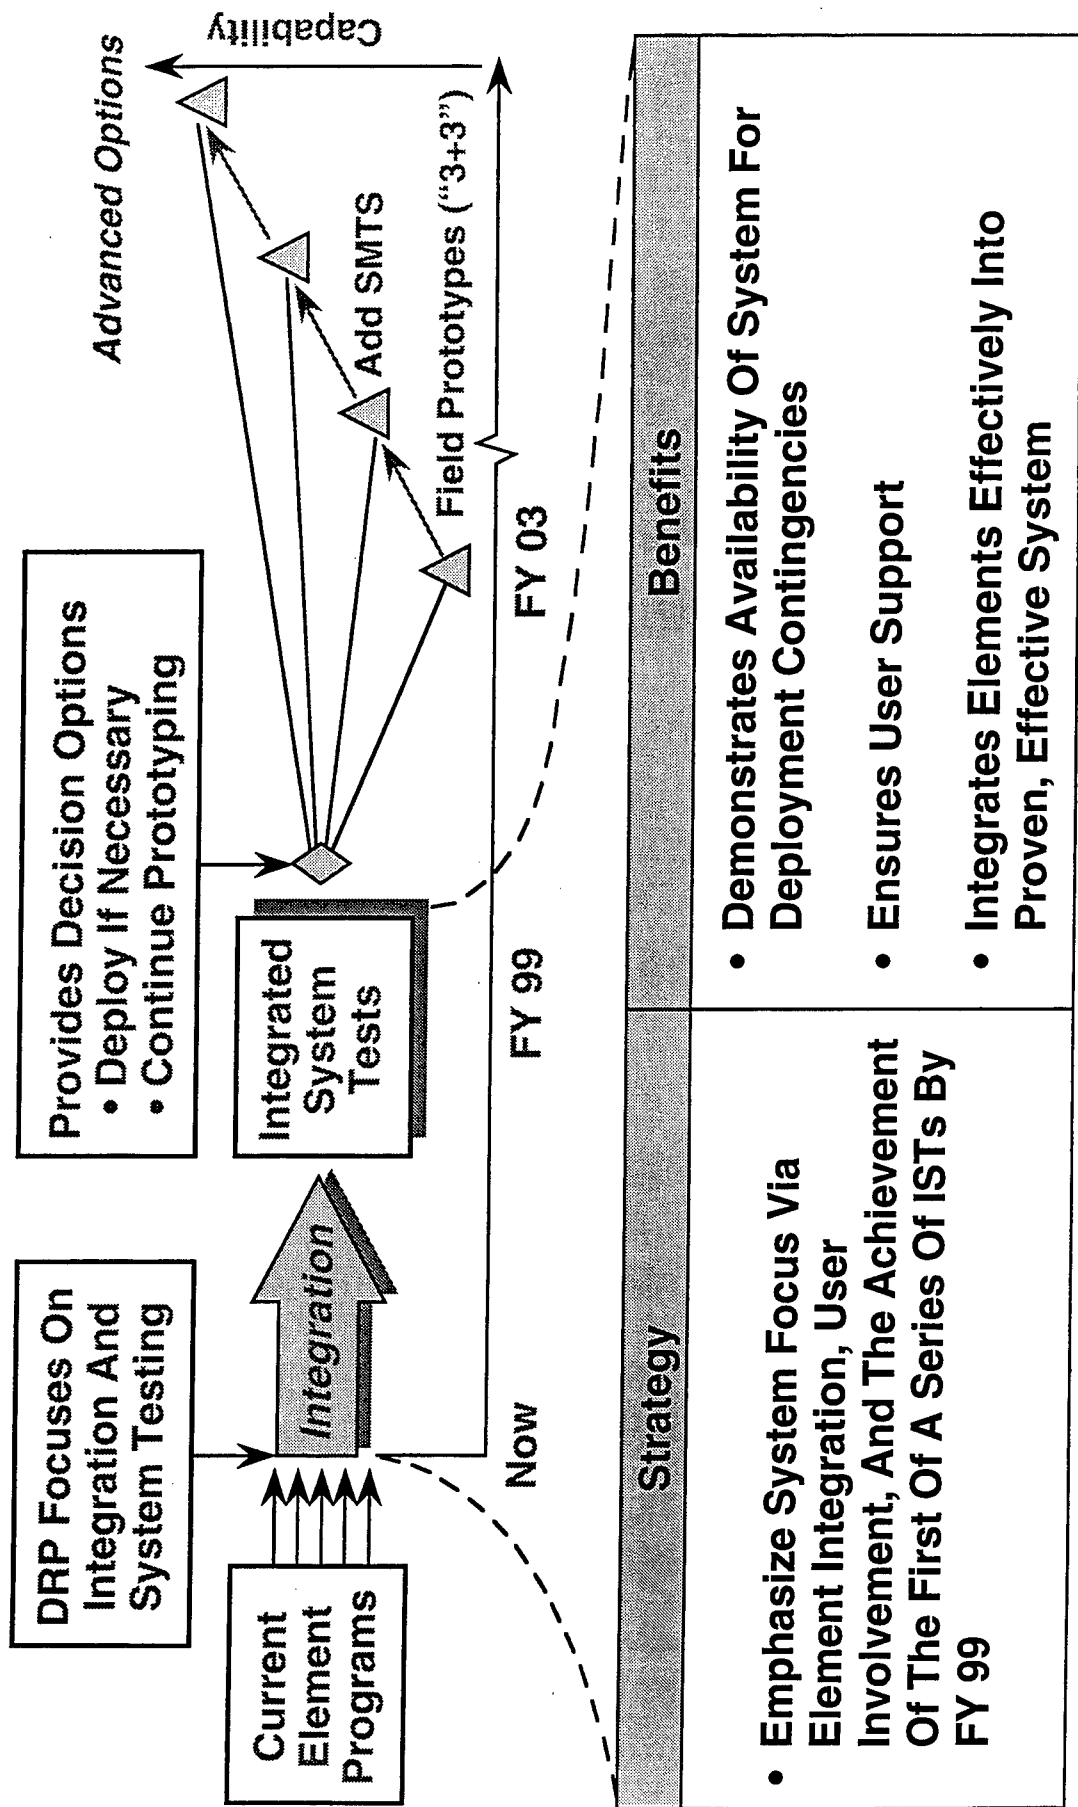 DRP Focuses On
Integration And
System Testing
Provides Decision Options
• Deploy If Necessary
• Continue Prototyping
Advanced Options
Capability
Current
Element
Programs
Integration
Integrated
System
Tests
Add SMTS
Field Prototypes (“3+3”)
Now
FY 99
FY 03
Strategy
• Emphasize System Focus Via
Element Integration, User
Involvement, And The Achievement
Of The First Of A Series Of ISTs By
FY 99
Benefits
• Demonstrates Availability Of System For
Deployment Contingencies
• Ensures User Support
• Integrates Elements Effectively Into
Proven, Effective System